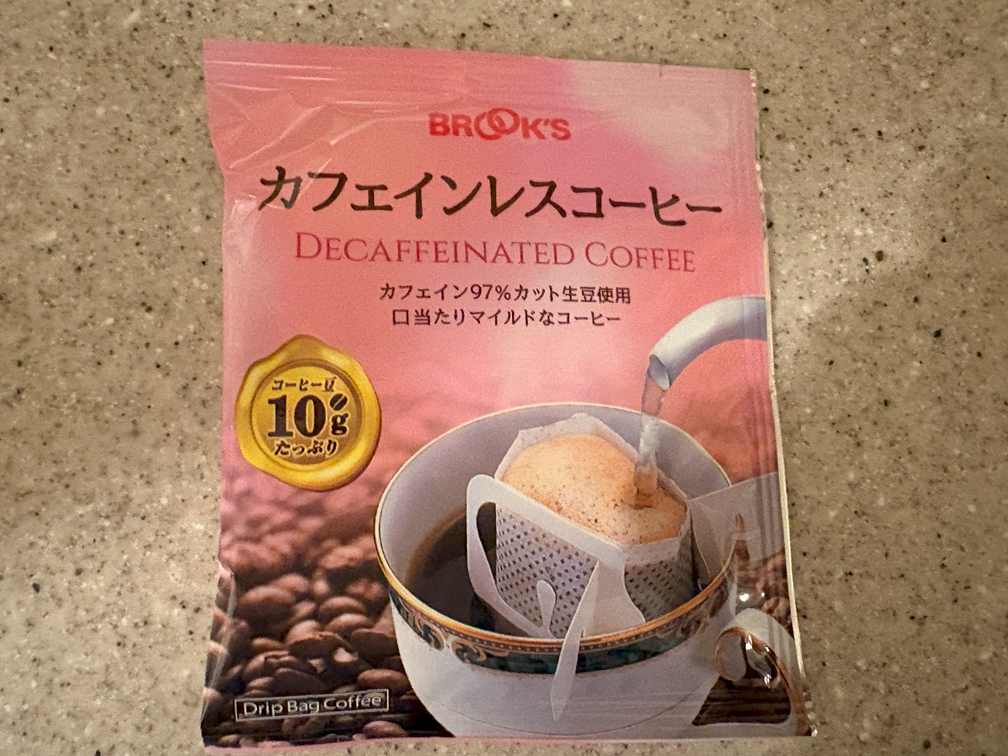 BROOK'S
カフェインレスコーヒー
DECAFFEINATED COFFEE
カフェイン97%カット生豆使用
口当たりマイルドなコーヒー
コーヒー豆
10g
たっぷり
Drip Bag Coffee